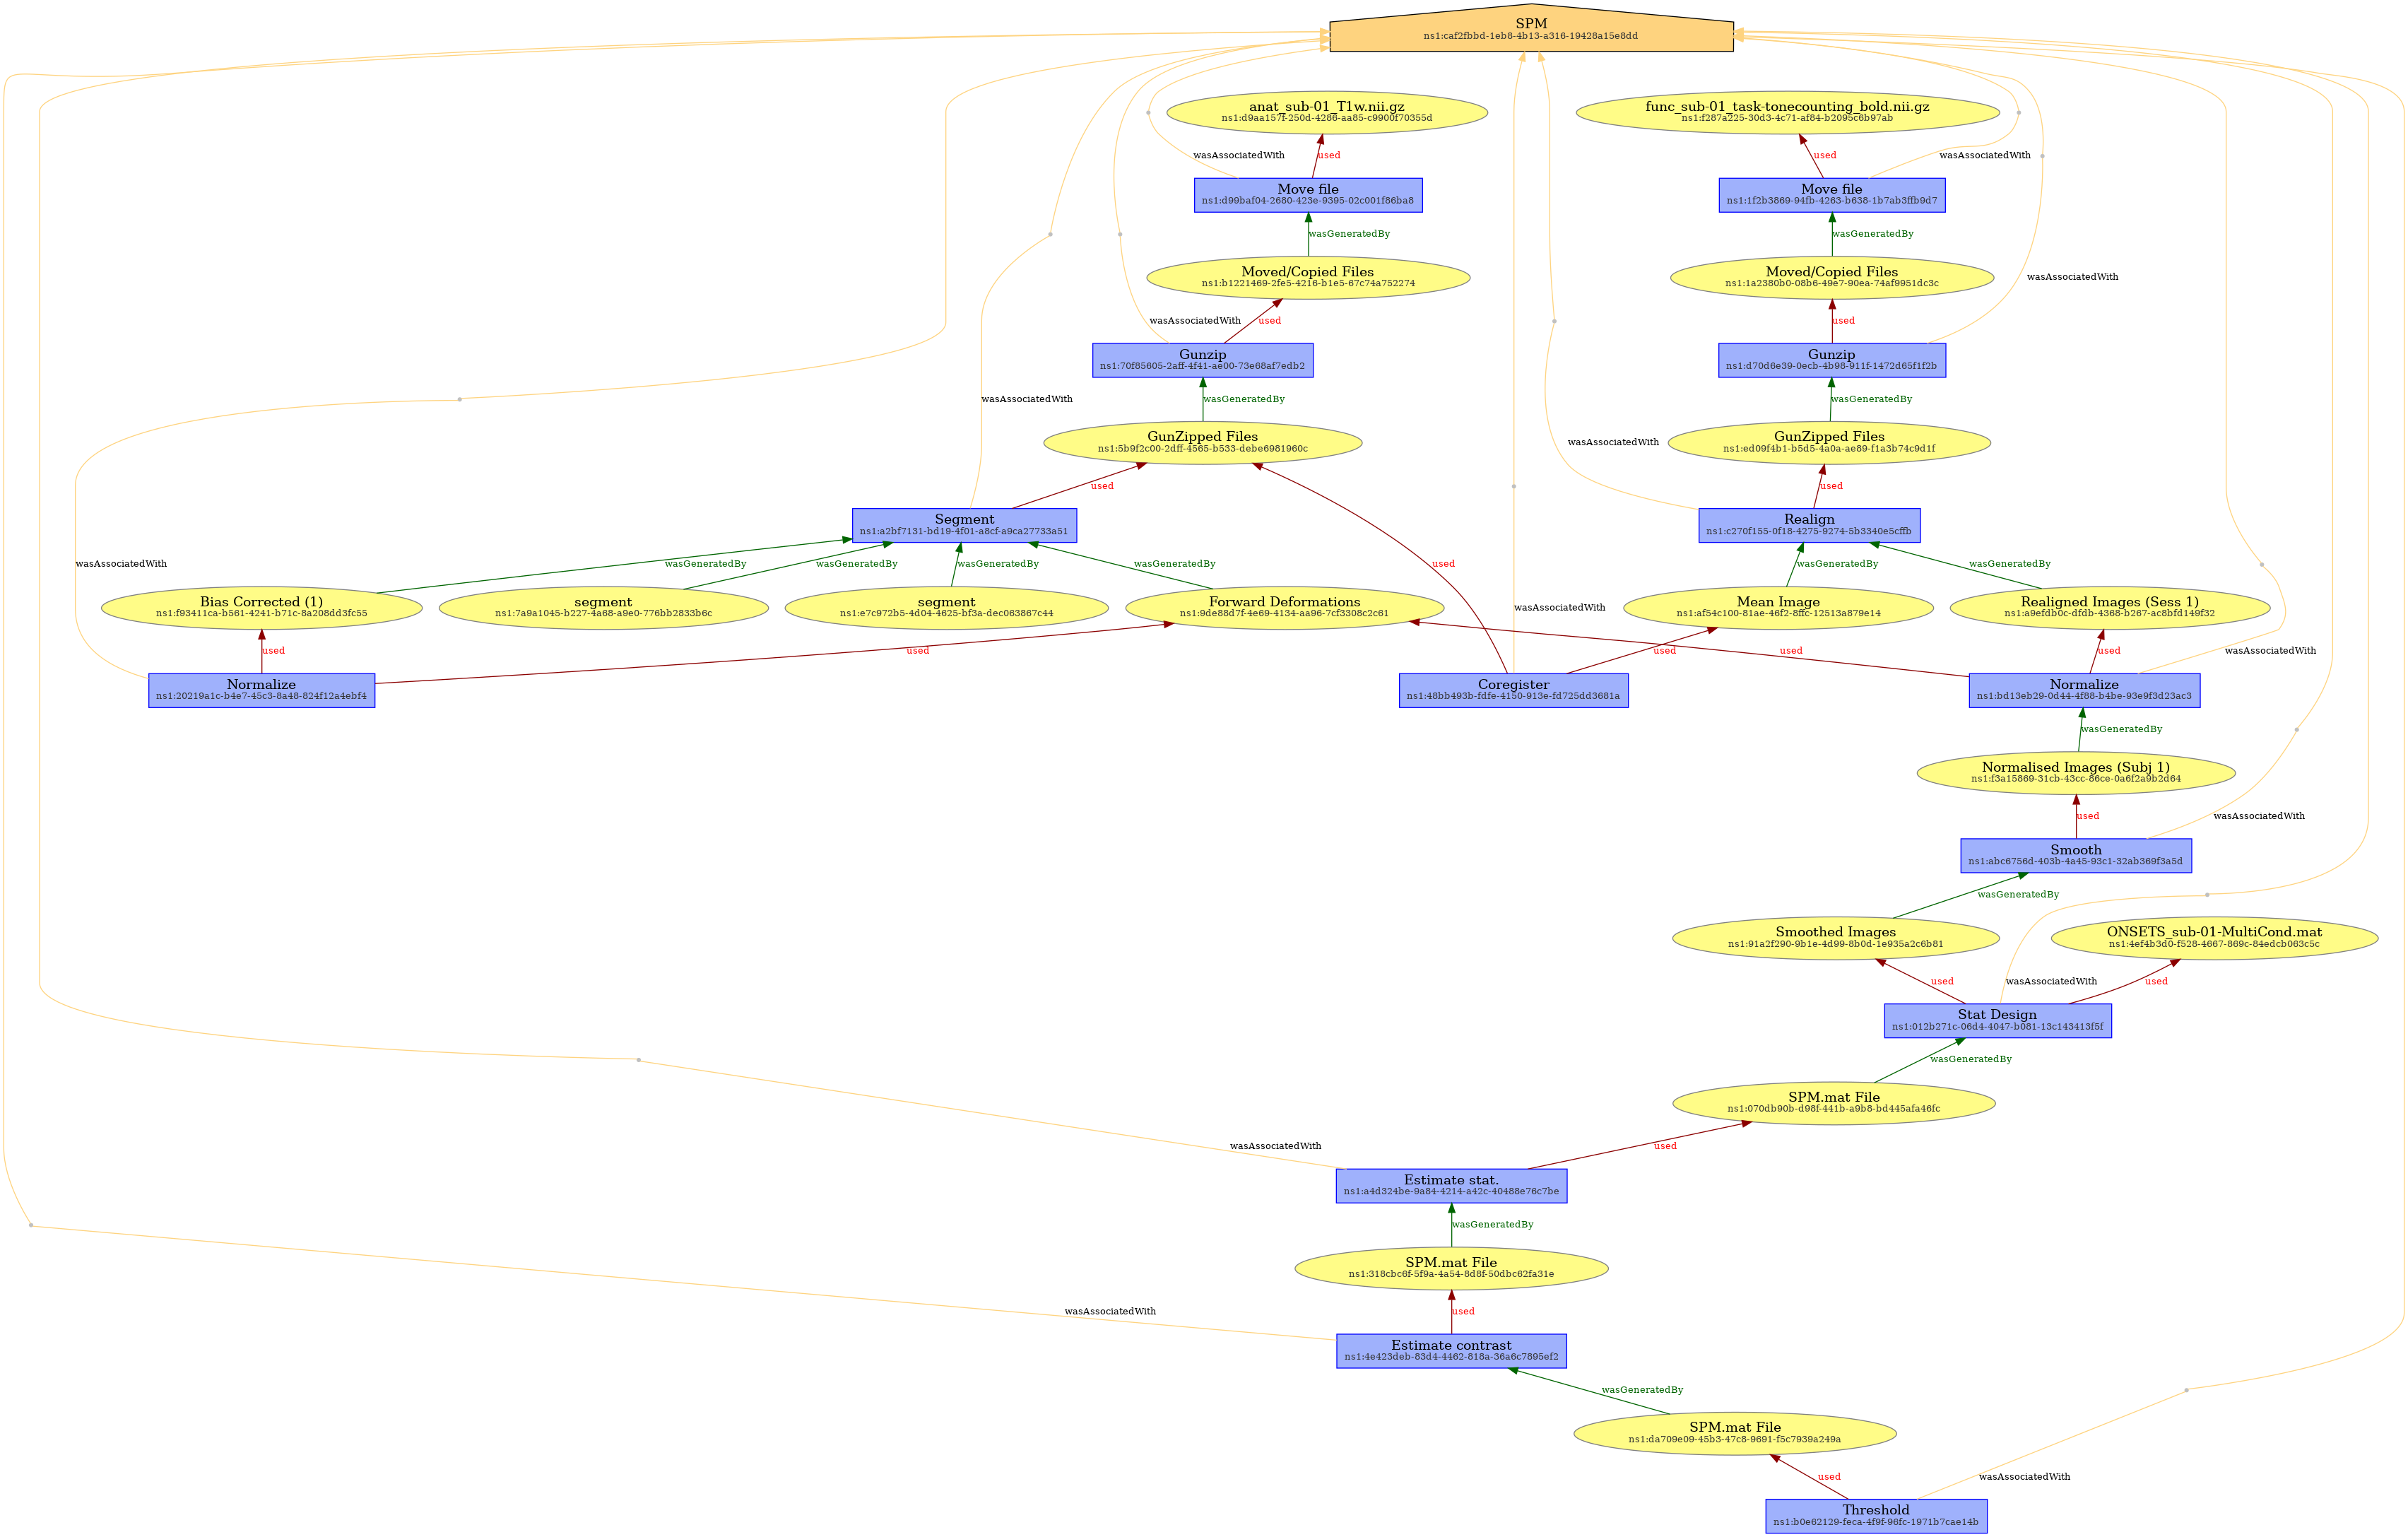 SPM
ns1:caf2fbbd-1eb8-4b13-a316-19428a15e8dd
anat_sub-01_T1w.nii.gz
ns1:d9aa157f-250d-4286-aa85-c9900f70355d
func_sub-01_task-tonecounting_bold.nii.gz
ns1:f287a225-30d3-4c71-af84-b2095c6b97ab
wasAssociatedWith
used
used
wasAssociatedWith
Move file
ns1:d99baf04-2680-423e-9395-02c001f86ba8
Move file
ns1:1f2b3869-94fb-4263-b638-1b7ab3ffb9d7
wasGeneratedBy
wasGeneratedBy
Moved/Copied Files
ns1:b1221469-2fe5-4216-b1e5-67c74a752274
Moved/Copied Files
ns1:1a2380b0-08b6-49e7-90ea-74af9951dc3c
wasAssociatedWith
wasAssociatedWith
used
used
Gunzip
ns1:70f85605-2aff-4f41-ae00-73e68af7edb2
Gunzip
ns1:d70d6e39-0ecb-4b98-911f-1472d65f1f2b
wasAssociatedWith
wasGeneratedBy
wasGeneratedBy
GunZipped Files
ns1:5b9f2c00-2dff-4565-b533-debe6981960c
GunZipped Files
ns1:ed09f4b1-b5d5-4a0a-ae89-f1a3b74c9d1f
wasAssociatedWith
used
used
Segment
ns1:a2bf7131-bd19-4f01-a8cf-a9ca27733a51
Realign
ns1:c270f155-0f18-4275-9274-5b3340e5cffb
wasAssociatedWith
wasGeneratedBy
wasGeneratedBy
wasGeneratedBy
wasGeneratedBy
used
wasGeneratedBy
wasGeneratedBy
Bias Corrected (1)
ns1:f93411ca-b561-4241-b71c-8a208dd3fc55
segment
ns1:7a9a1045-b227-4a68-a9e0-776bb2833b6c
segment
ns1:e7c972b5-4d04-4625-bf3a-dec063867c44
Forward Deformations
ns1:9de88d7f-4e69-4134-aa96-7cf3308c2c61
wasAssociatedWith
Mean Image
ns1:af54c100-81ae-46f2-8ffc-12513a879e14
Realigned Images (Sess 1)
ns1:a9efdb0c-dfdb-4368-b267-ac8bfd149f32
used
used
used
used
used
wasAssociatedWith
Normalize
ns1:20219a1c-b4e7-45c3-8a48-824f12a4ebf4
Coregister
ns1:48bb493b-fdfe-4150-913e-fd725dd3681a
Normalize
ns1:bd13eb29-0d44-4f88-b4be-93e9f3d23ac3
wasGeneratedBy
Normalised Images (Subj 1)
ns1:f3a15869-31cb-43cc-86ce-0a6f2a9b2d64
used
wasAssociatedWith
Smooth
ns1:abc6756d-403b-4a45-93c1-32ab369f3a5d
wasGeneratedBy
Smoothed Images
ns1:91a2f290-9b1e-4d99-8b0d-1e935a2c6b81
ONSETS_sub-01-MultiCond.mat
ns1:4ef4b3d0-f528-4667-869c-84edcb063c5c
used
wasAssociatedWith
used
Stat Design
ns1:012b271c-06d4-4047-b081-13c143413f5f
wasGeneratedBy
SPM.mat File
ns1:070db90b-d98f-441b-a9b8-bd445afa46fc
wasAssociatedWith
used
Estimate stat.
ns1:a4d324be-9a84-4214-a42c-40488e76c7be
wasGeneratedBy
SPM.mat File
ns1:318cbc6f-5f9a-4a54-8d8f-50dbc62fa31e
wasAssociatedWith
used
Estimate contrast
ns1:4e423deb-83d4-4462-818a-36a6c7895ef2
wasGeneratedBy
SPM.mat File
ns1:da709e09-45b3-47c8-9691-f5c7939a249a
used
wasAssociatedWith
Threshold
ns1:b0e62129-feca-4f9f-96fc-1971b7cae14b